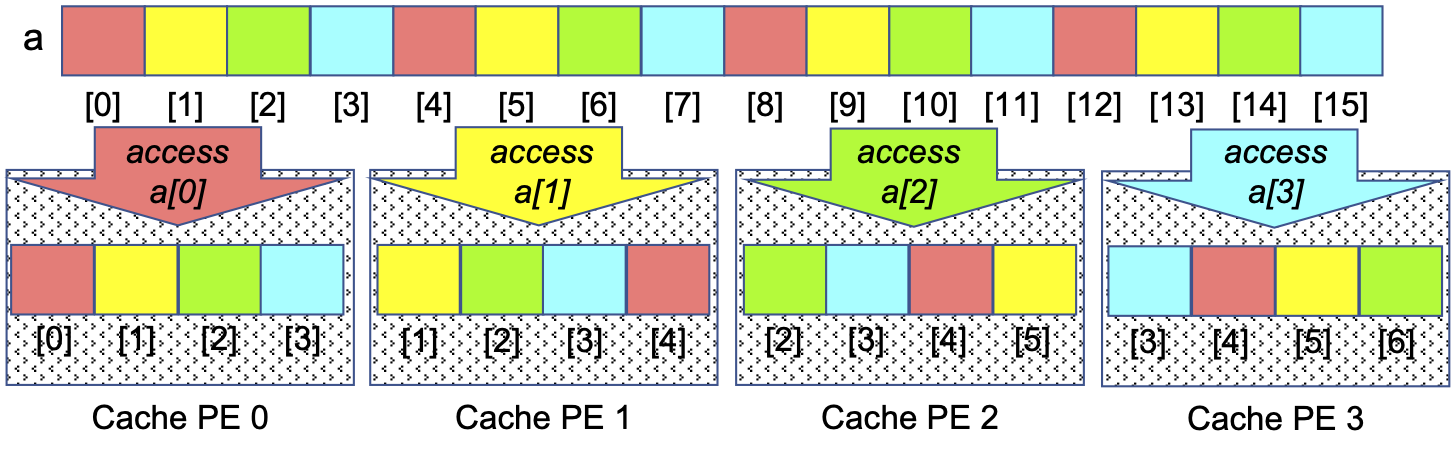 a
[0] [1] [2] [3] [4] [5] [6] [7] [8] [9] [10] [11] [12] [13] [14] [15]
access
a[0]
access
a[1]
access
a[2]
access
a[3]
[0] [1] [2] [3]
[1] [2] [3] [4]
[2] [3] [4] [5]
[3] [4] [5] [6]
Cache PE 0
Cache PE 1
Cache PE 2
Cache PE 3